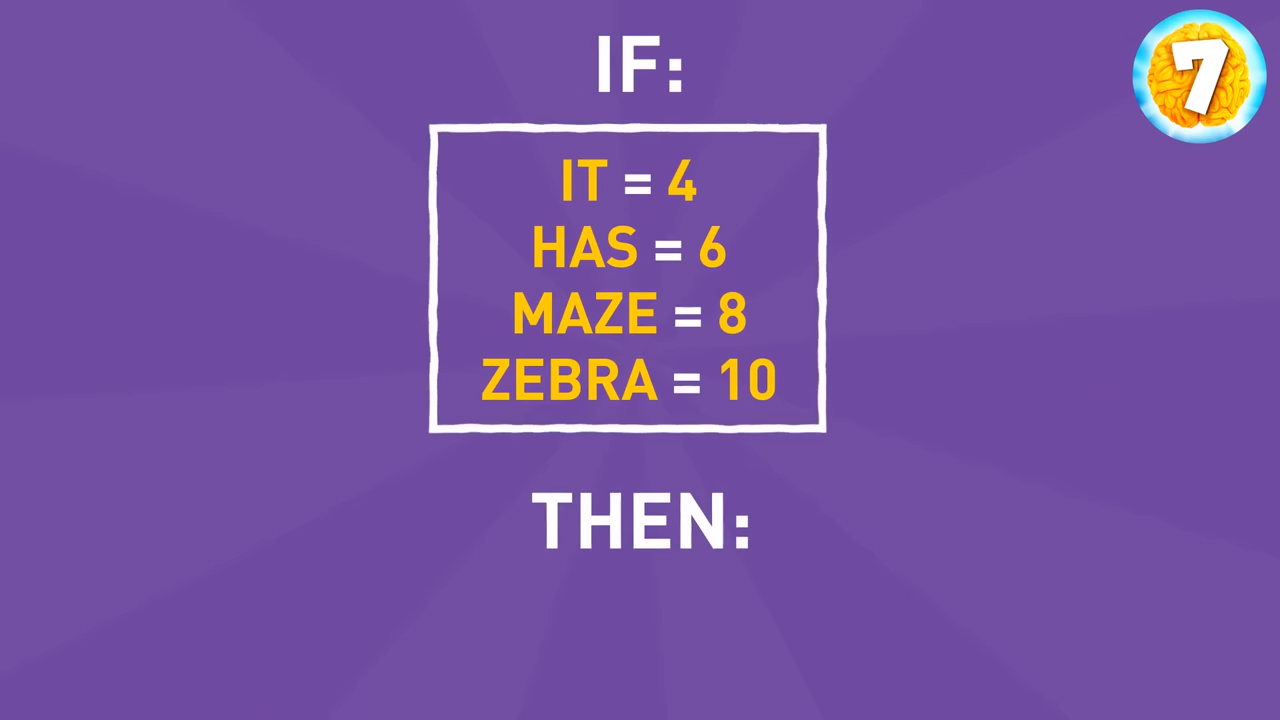 IF:
7
IT = 4
HAS = 6
MAZE = 8
ZEBRA = 10
THEN: